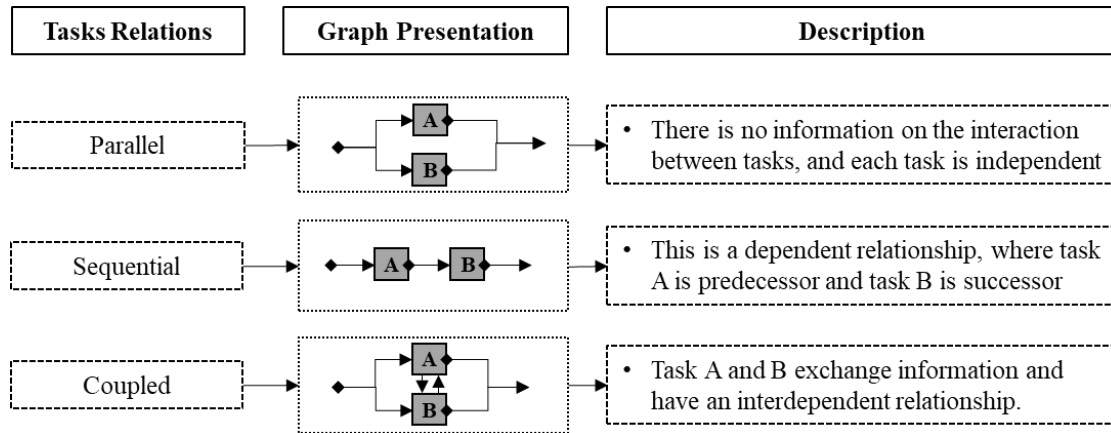 Tasks Relations
Graph Presentation
Description
Parallel
A
B
• There is no information on the interaction
between tasks, and each task is independent
Sequential
A
B
• This is a dependent relationship, where task
A is predecessor and task B is successor
Coupled
A
B
• Task A and B exchange information and
have an interdependent relationship.